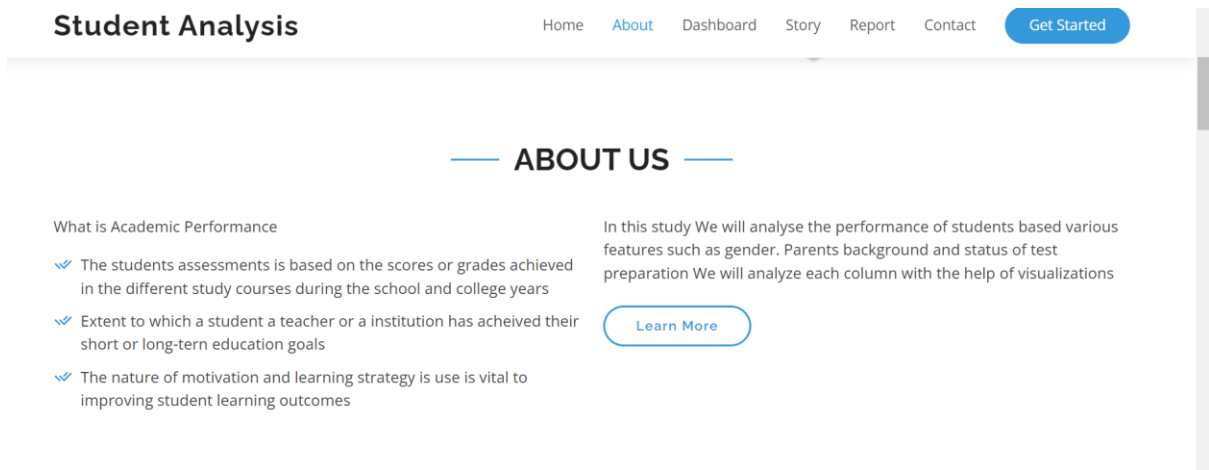 Student Analysis
Home About Dashboard Story Report Contact Get Started
ABOUT US
What is Academic Performance
The students assessments is based on the scores or grades achieved
in the different study courses during the school and college years
Extent to which a student a teacher or a institution has acheived their
short or long-tern education goals
The nature of motivation and learning strategy is use is vital to
improving student learning outcomes
In this study We will analyse the performance of students based various
features such as gender. Parents background and status of test
preparation We will analyze each column with the help of visualizations
Learn More